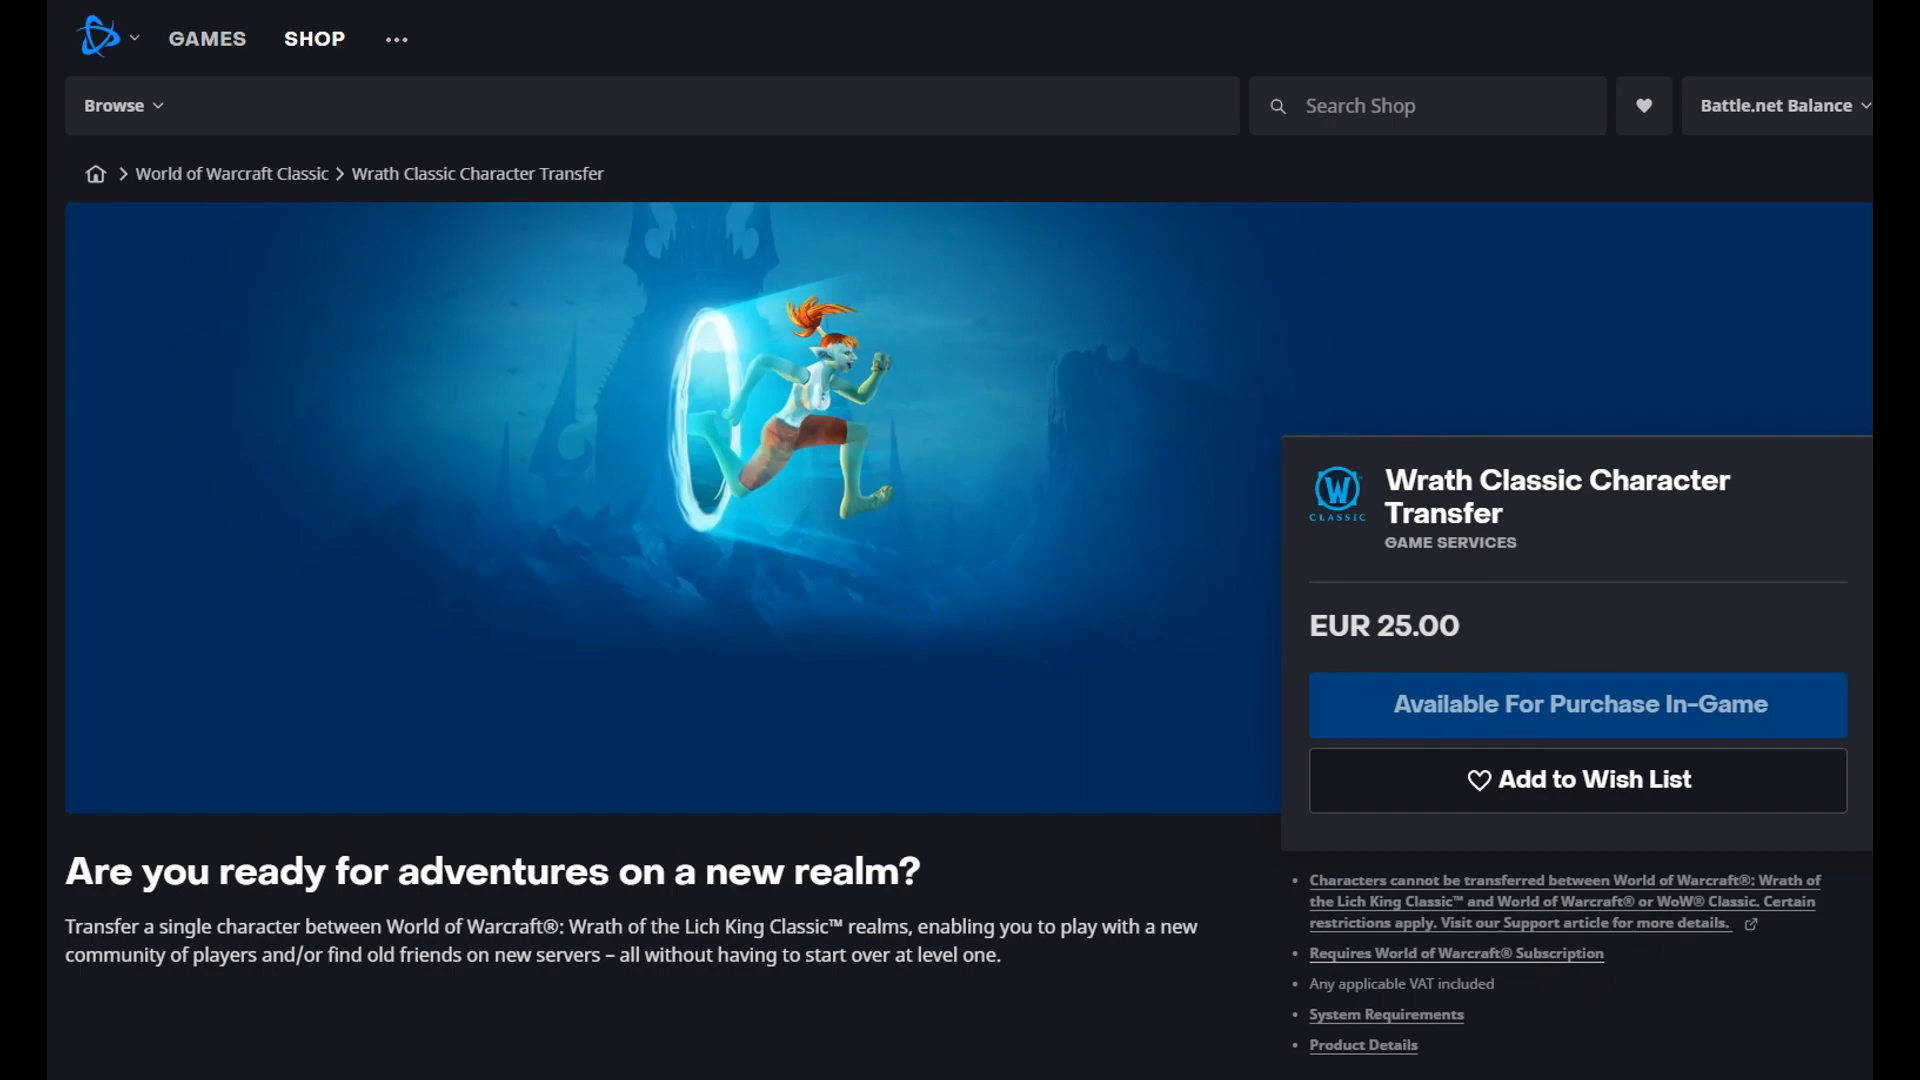 GAMES SHOP
Browse
Search Shop
Battle.net Balance
World of Warcraft Classic Wrath Classic Character Transfer
W
CLASSIC
Wrath Classic Character
Transfer
GAME SERVICES
EUR 25.00
Available For Purchase In-Game
Add to Wish List
Are you ready for adventures on a new realm?
Transfer a single character between World of Warcraft®: Wrath of the Lich King Classic™ realms, enabling you to play with a new
community of players and/or find old friends on new servers – all without having to start over at level one.
• Characters cannot be transferred between World of Warcraft®: Wrath of
the Lich King Classic™ and World of Warcraft® or WoW® Classic. Certain
restrictions apply. Visit our Support article for more details.
• Requires World of Warcraft® Subscription
• Any applicable VAT included
• System Requirements
• Product Details